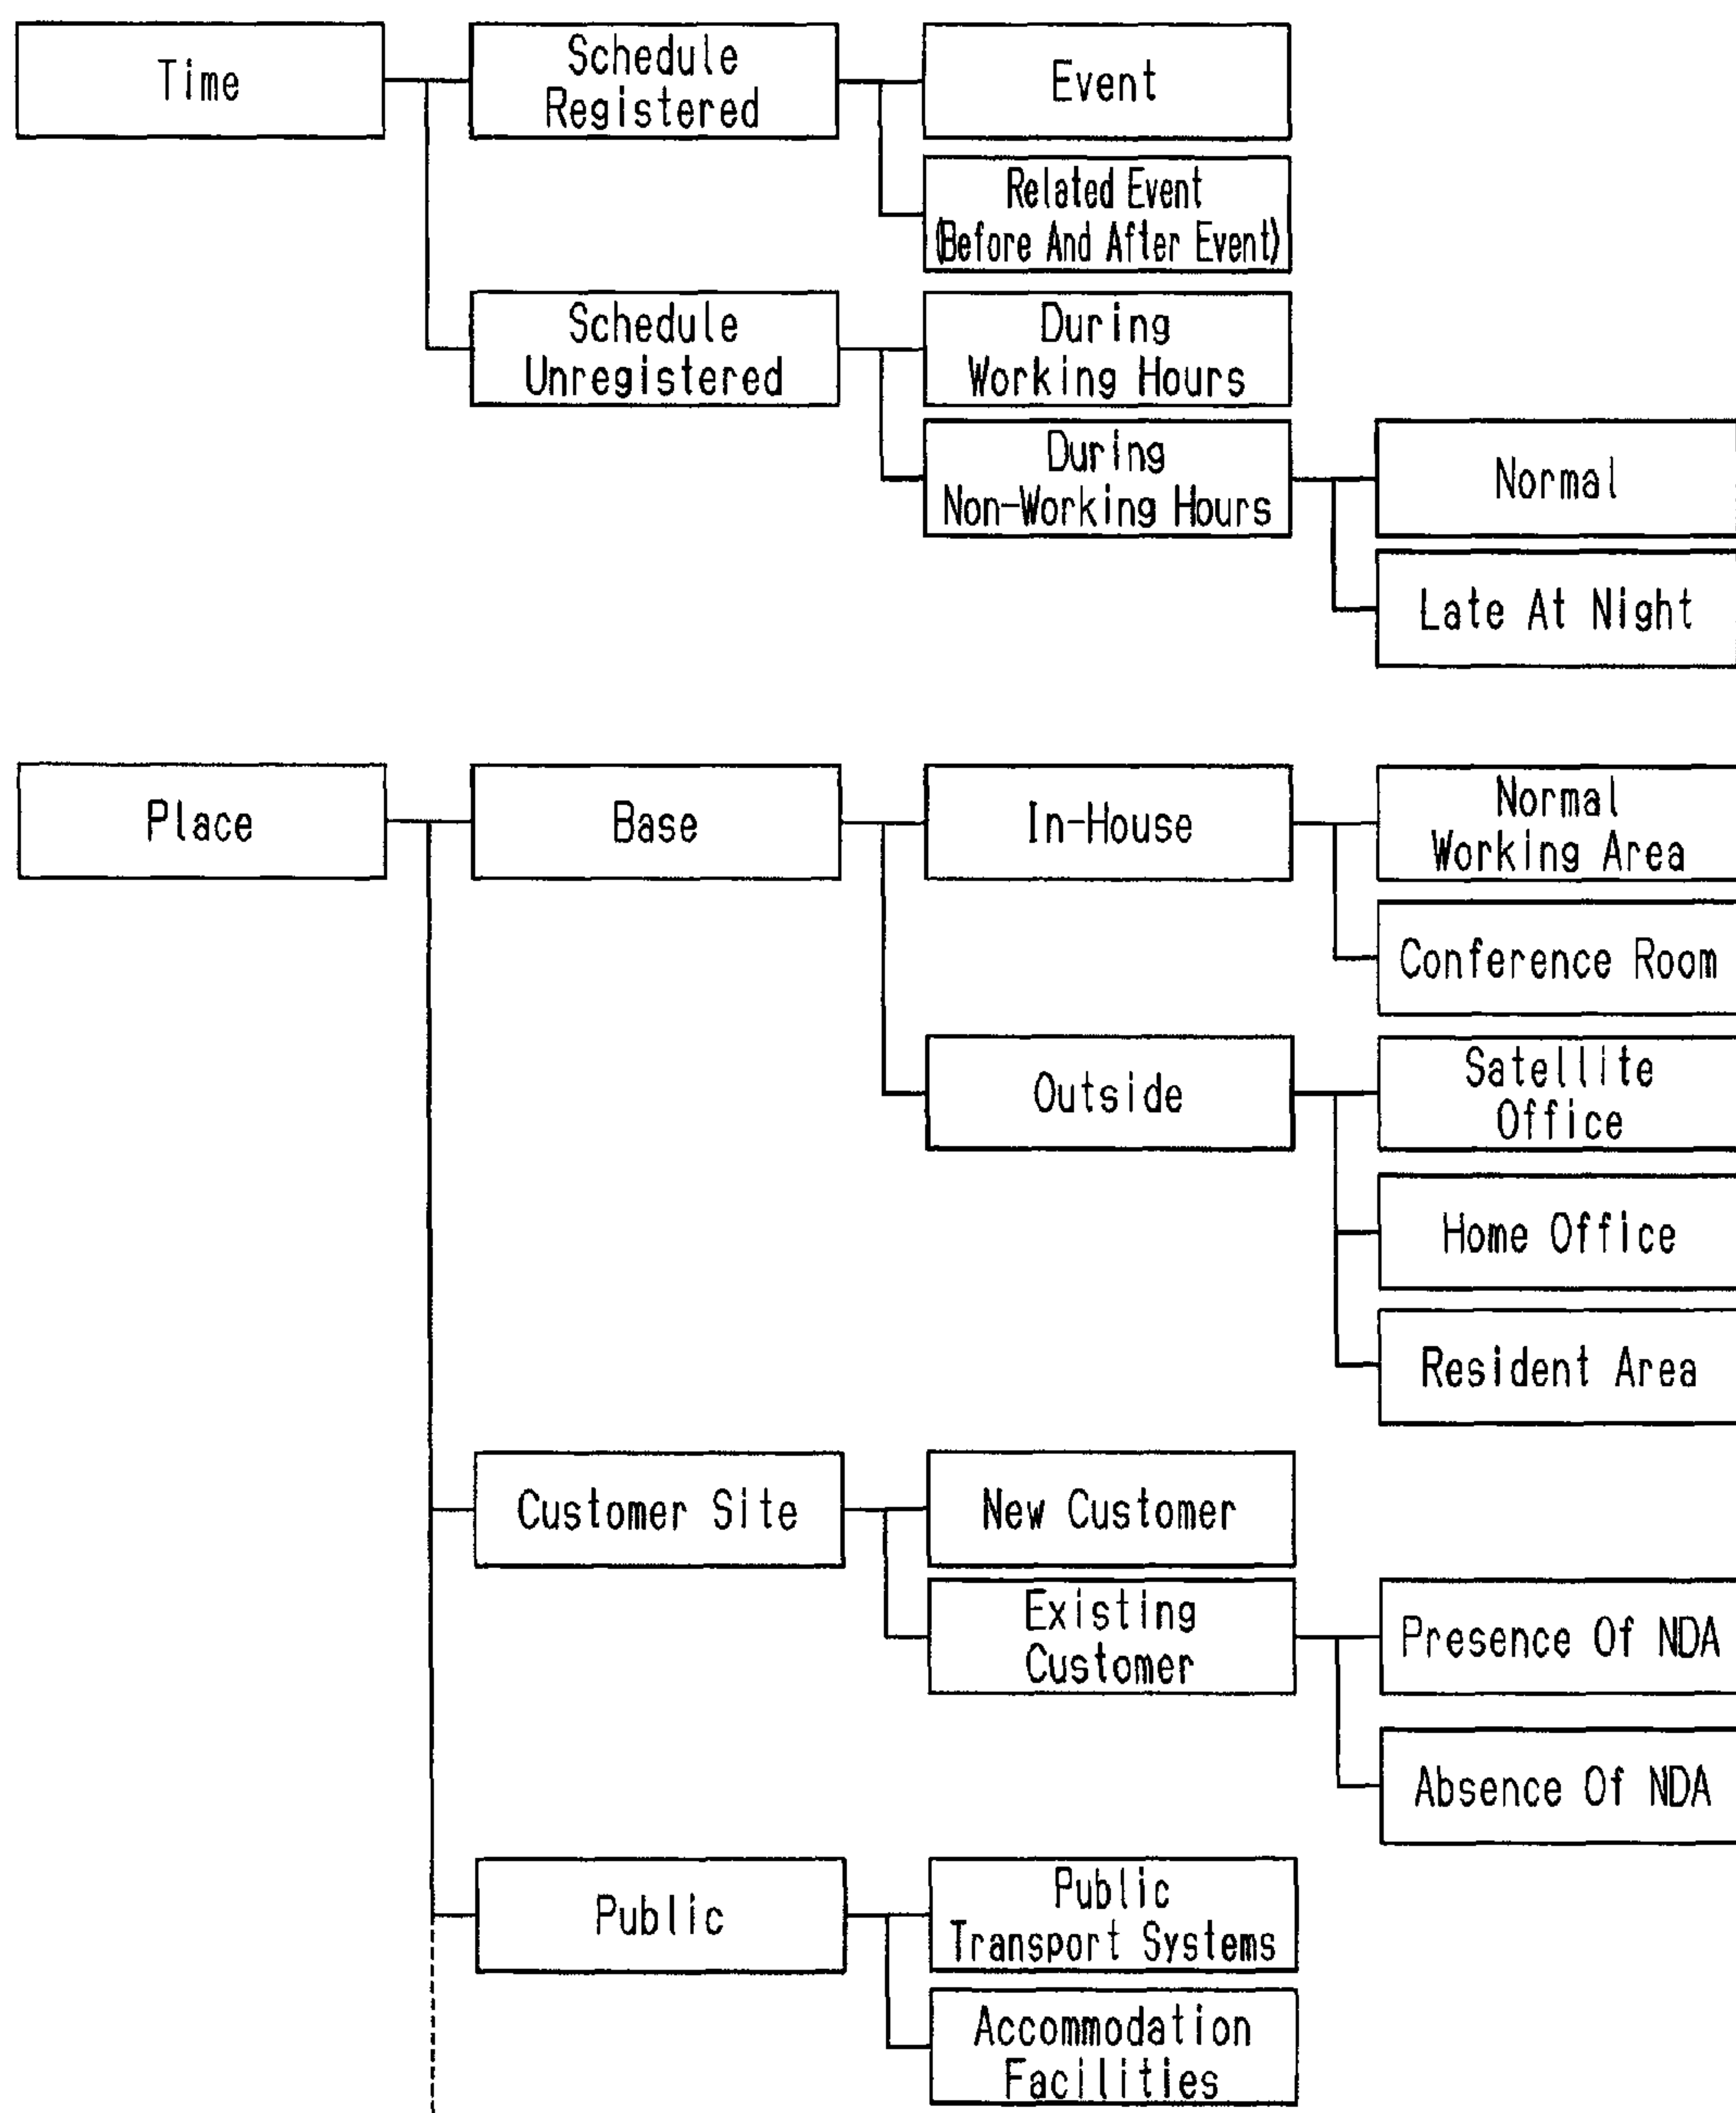 Time
Schedule
Registered
Event
Related Event
(Before And After Event)
Schedule
Unregistered
During
Working Hours
During
Non-Working Hours
Normal
Late At Night
Place
Base
In-House
Normal
Working Area
Conference Room
Outside
Satellite
Office
Home Office
Resident Area
Customer Site
New Customer
Existing
Customer
Presence Of NDA
Absence Of NDA
Public
Public
Transport Systems
Accommodation
Facilities